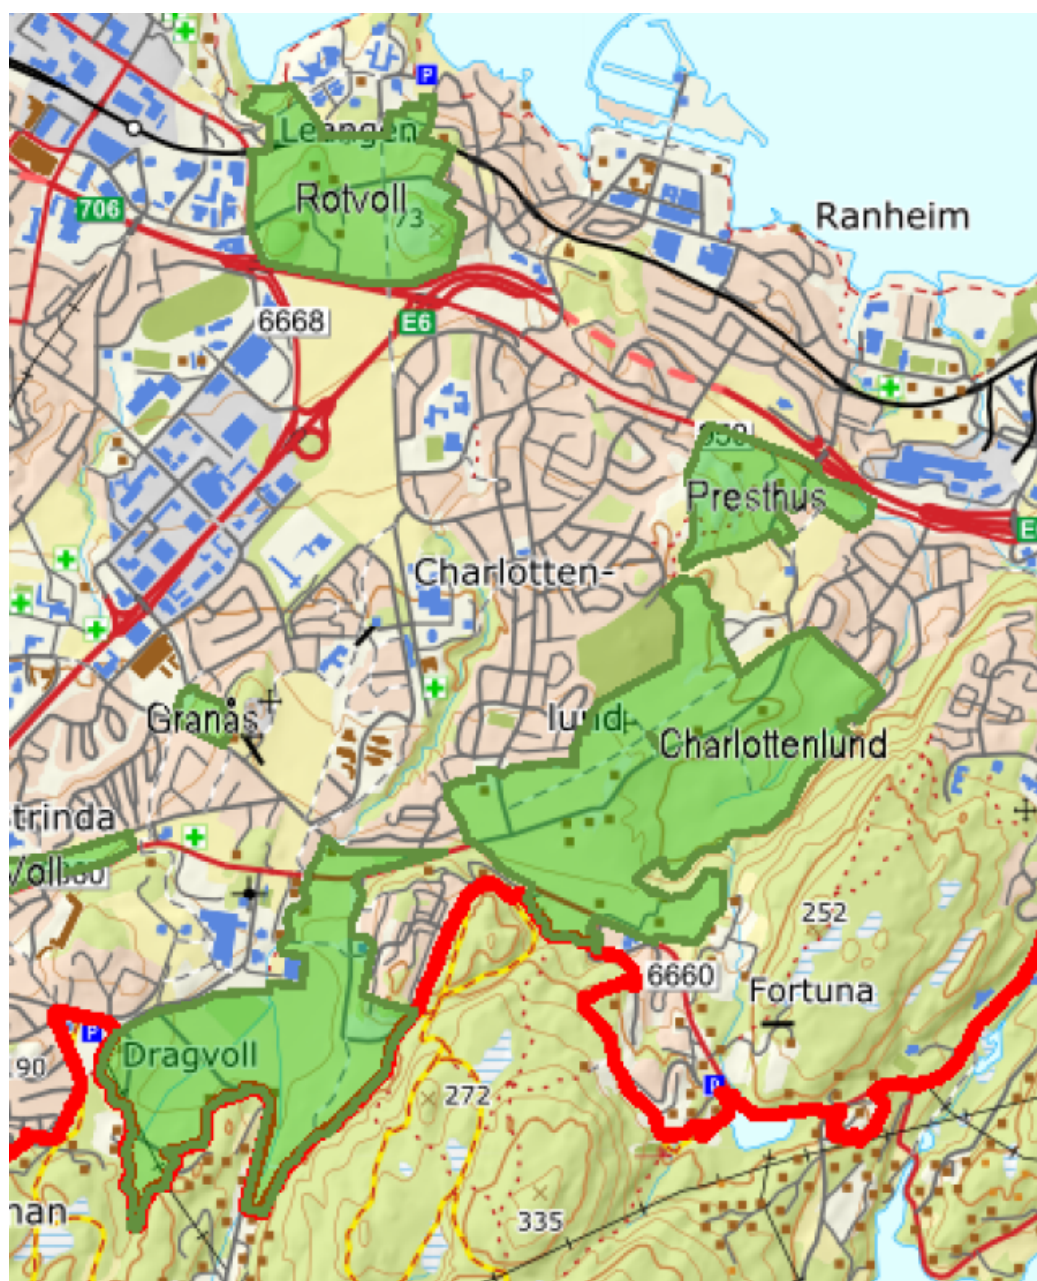 P
Leangen
Rotvoll
73
706
Ranheim
6668
E6
Presthus
E
Charlotten-
Granås
lund-
Charlottenlund
trinda
252
6660
Fortuna
P
Dragvoll
90
272
P
335